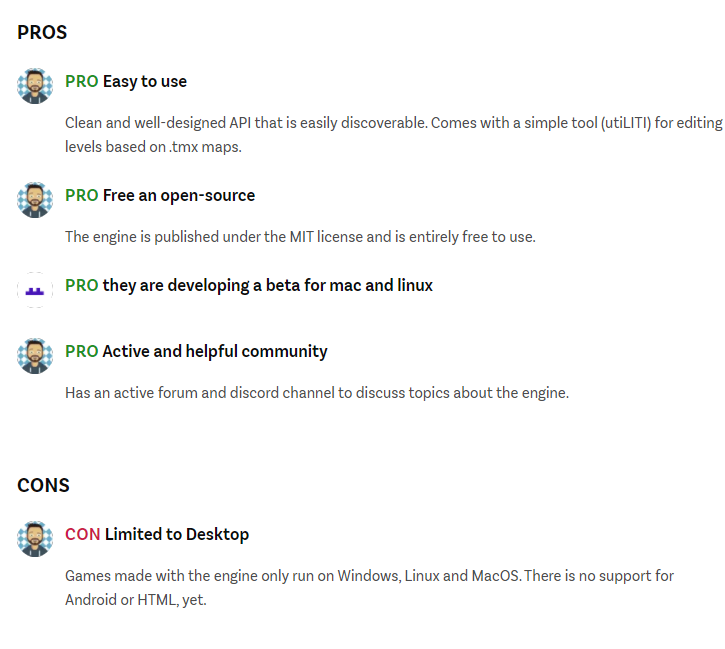 PROS
PRO Easy to use
Clean and well-designed API that is easily discoverable. Comes with a simple tool (utiLITI) for editing
levels based on .tmx maps.
PRO Free an open-source
The engine is published under the MIT license and is entirely free to use.
PRO they are developing a beta for mac and linux
PRO Active and helpful community
Has an active forum and discord channel to discuss topics about the engine.
CONS
CON Limited to Desktop
Games made with the engine only run on Windows, Linux and MacOS. There is no support for
Android or HTML, yet.